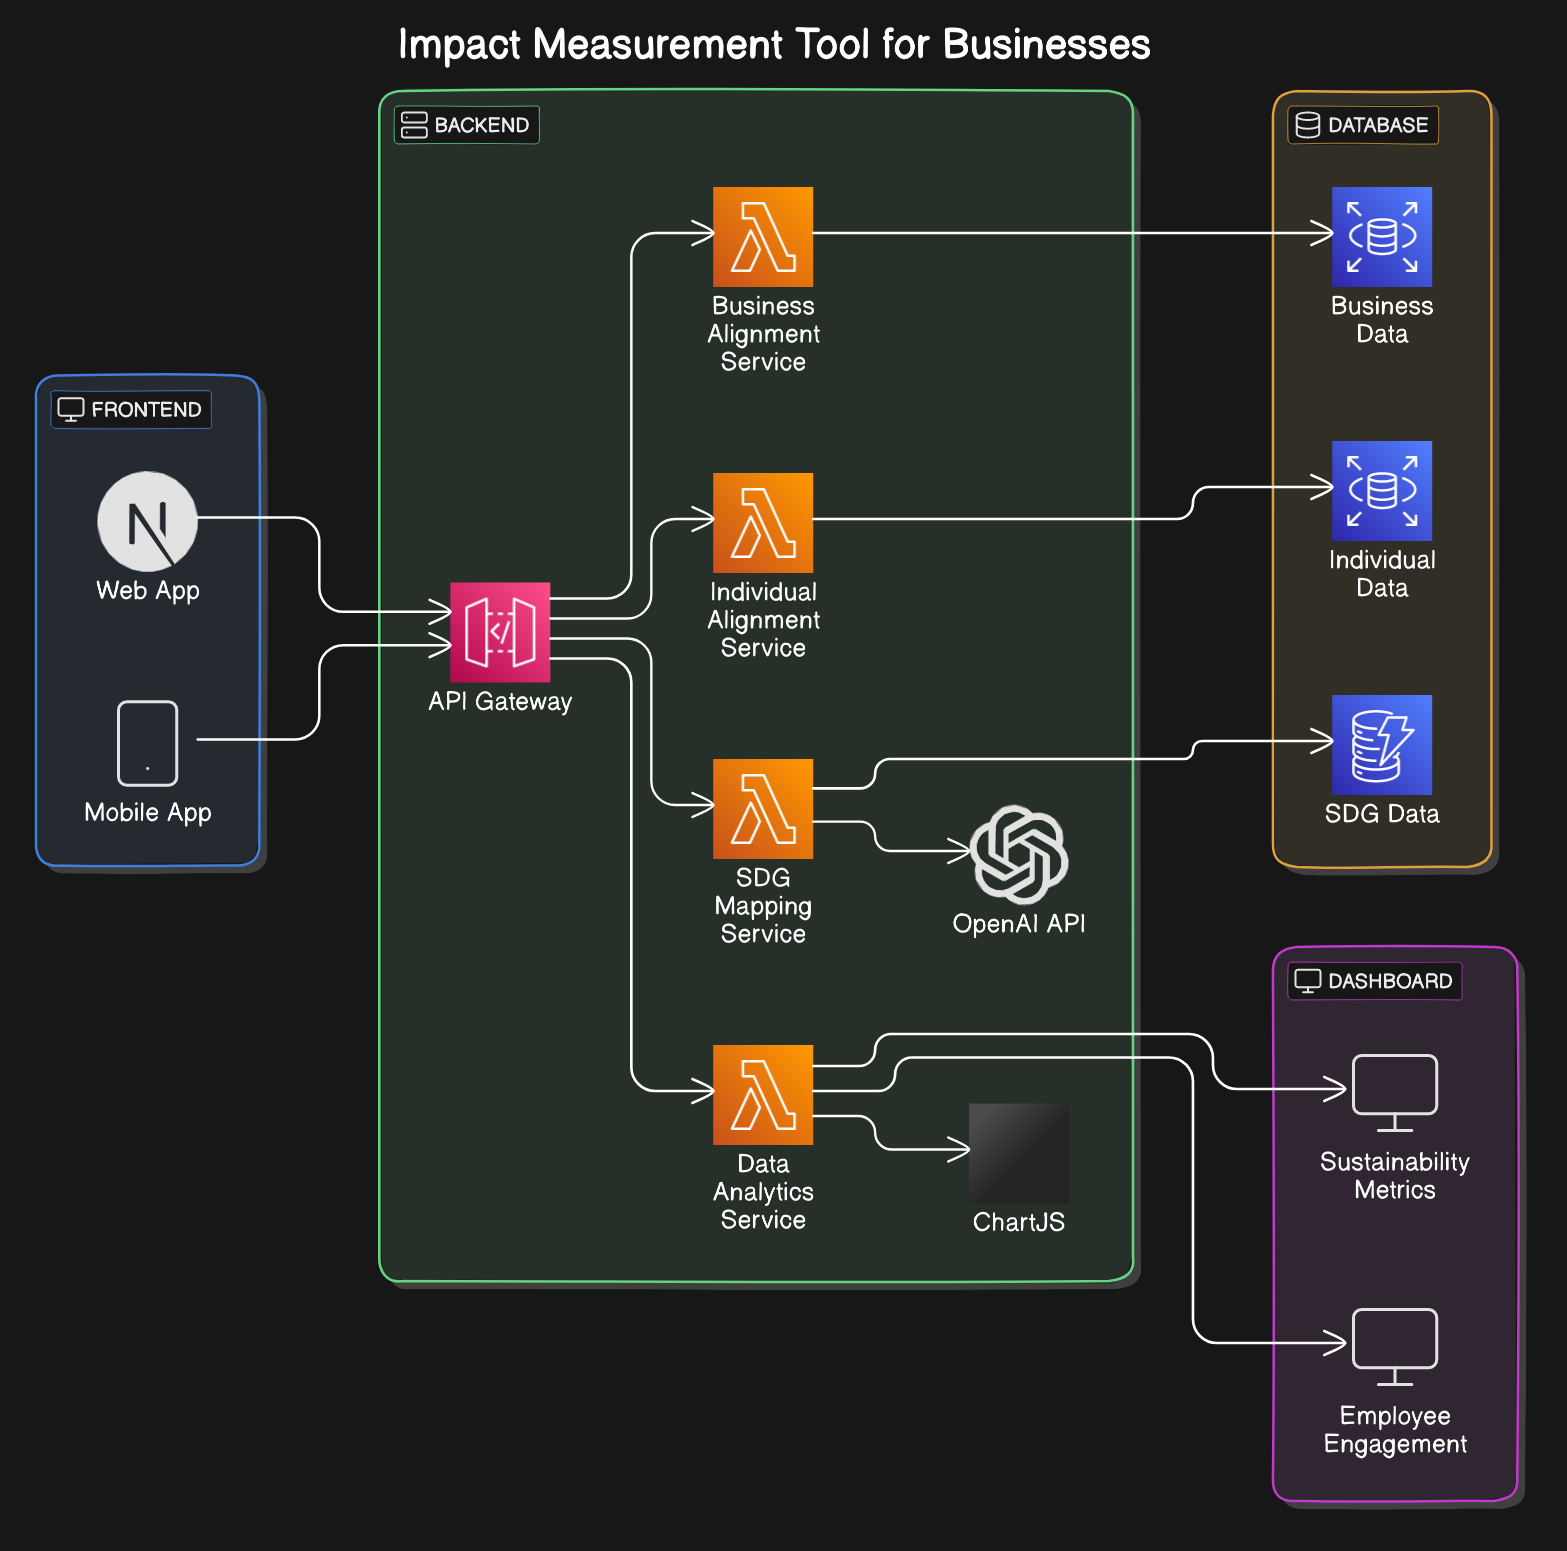 Impact Measurement Tool for Businesses
FRONTEND
Web App
Mobile App
BACKEND
API Gateway
Business
Alignment
Service
Individual
Alignment
Service
SDG
Mapping
Service
OpenAI API
Data
Analytics
Service
ChartJS
DATABASE
Business
Data
Individual
Data
SDG Data
DASHBOARD
Sustainability
Metrics
Employee
Engagement